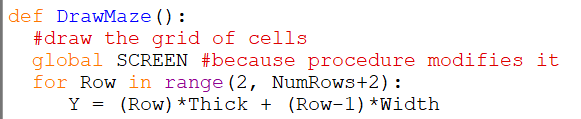 def DrawMaze():
  #draw the grid of cells
  global SCREEN #because procedure modifies it
  for Row in range(2, NumRows+2):
     Y = (Row)*Thick + (Row-1)*Width